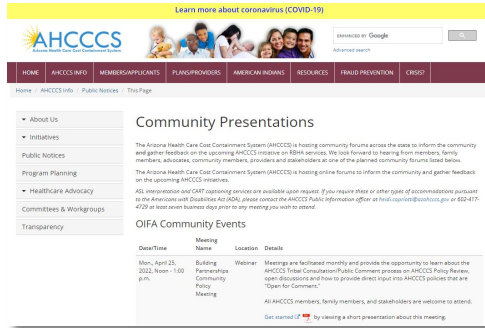 Learn more about coronavirus (COVID-19)
AHCCCS
Arizona Health Care Cost Containment System
ENHANCED BY Google
Advanced search
HOME AHCCCS INFO MEMBERS/APPLICANTS PLANS/PROVIDERS AMERICAN INDIANS RESOURCES FRAUD PREVENTION CRISIS?
Home / AHCCCS Info / Public Notices / This Page
About Us
Initiatives
Public Notices
Program Planning
Healthcare Advocacy
Committees & Workgroups
Transparency
Community Presentations
The Arizona Health Care Cost Containment System (AHCCCS) is hosting community forums across the state to inform the community
and gather feedback on the upcoming AHCCCS initiative on RBHA services. We look forward to hearing from members, family
members, advocates, community members, providers and stakeholders at one of the planned community forums listed below.
The Arizona Health Care Cost Containment System (AHCCCS) is hosting online forums to inform the community and gather feedback
on the upcoming AHCCCS initiatives.
ASL interpretation and CART captioning services are available upon request. If you require these or other types of accommodations pursuant
to the Americans with Disabilities Act (ADA), please contact the AHCCCS Public Information officer at heidi.capriotti@azahcccs.gov or 602-417-
4729 at least seven business days prior to any meeting you wish to attend.
OIFA Community Events
Date/Time Meeting Name Location Details
Mon., April 25,
2022, Noon - 1:00
p.m.
Building
Partnerships
Community
Policy
Meeting
Webinar
Meetings are facilitated monthly and provide the opportunity to learn about the
AHCCCS Tribal Consultation/Public Comment process on AHCCCS Policy Review,
open discussions and how to provide direct input into AHCCCS policies that are
"Open for Comment."
All AHCCCS members, family members, and stakeholders are welcome to attend.
Get started by viewing a short presentation about this meeting.